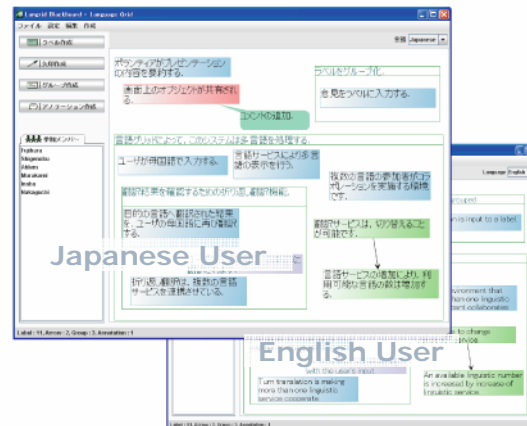 Langrid Blackboard - Language Grid
ファイル 設定 編集 作成
ラベル作成
矢印作成
グループ作成
アノテーション作成
参加メンバー
Fujihara
Shigenobu
Ahlem
Murakami
Inaba
Nakaguchi
言語 Japanese
ボランティアがプレゼンテーション
の内容を要約する。
画面上のオブジェクトが共有され
る。
コメントの追加。
ラベルをグループ化。
意見をラベルに入力する。
言語グリッドによって、このシステムは多言語を処理する。
ユーザが母国語で入力する。
言語サービスにより多言
語の表示を行う。
複数の言語の参加者がコラ
ボレーションを実施する環境
です。
翻訳結果を確認するための折り返し翻訳機能。
目的の言語へ翻訳された結果
を、ユーザの母国語に再び翻訳
する。
翻訳サービスは、切り替えること
が可能です。
折り返し翻訳は、複数の言語
サービスを連携させている。
言語サービスの増加により、利
用可能な言語の数は増加す
る。
Japanese User
Label : 11, Arrow : 2, Group : 3, Annotation : 1
Language English
grouped
n is input to a label.
vironment that
than one linguistic
pant collaborates
le to change
service.
English User
with the user's input
Turn translation is making
more than one linguistic
service cooperate.
An available linguistic number
is increased by increase of
linguistic service.
Label : 11, Arrow : 2, Group : 3, Annotation : 1